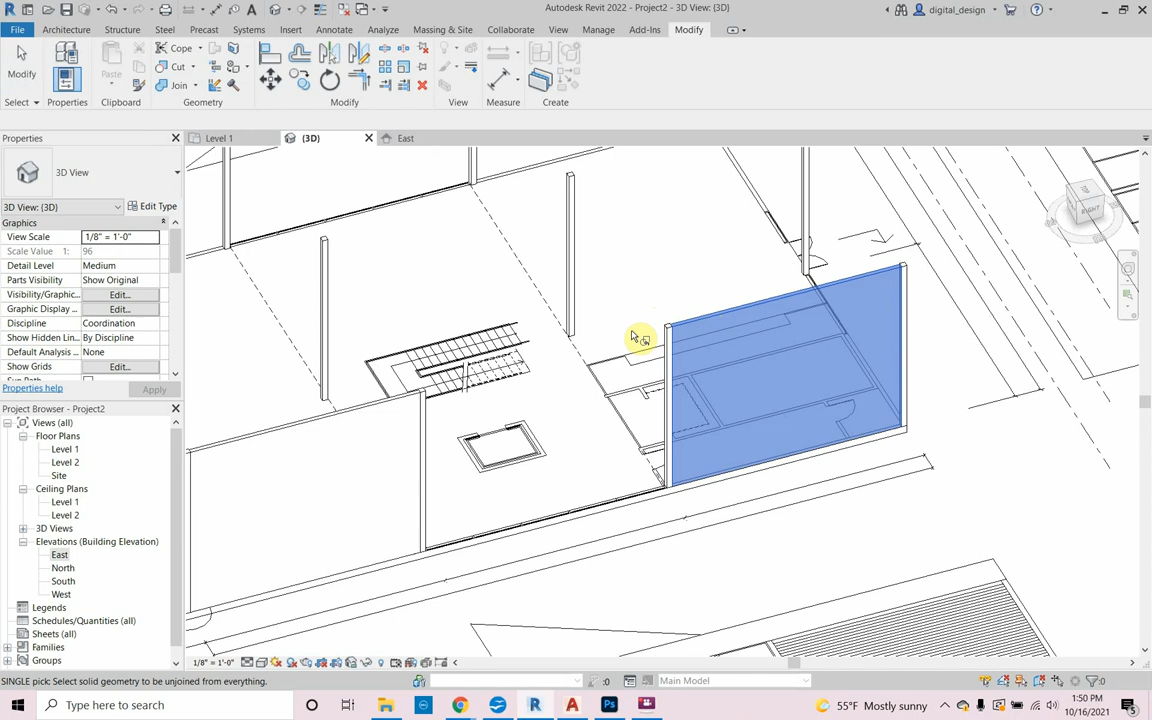 Autodesk Revit 2022 - Project2 - 3D View: {3D}
digital_design
File Architecture Structure Steel Precast Systems Insert Annotate Analyze Massing & Site Collaborate View Manage Add-Ins Modify
Modify
Select
Properties
Paste
Clipboard
Cope
Cut
Join
Geometry
Modify
View
Measure
Create
Properties
Level 1
{3D}
East
3D View
3D View: {3D}
Edit Type
Graphics
View Scale 1/8" = 1'-0"
Scale Value 1: 96
Detail Level Medium
Parts Visibility Show Original
Visibility/Graphic... Edit...
Graphic Display ... Edit...
Discipline Coordination
Show Hidden Lin... By Discipline
Default Analysis ... None
Show Grids Edit...
Properties help
Apply
Project Browser - Project2
Views (all)
Floor Plans
Level 1
Level 2
Site
Ceiling Plans
Level 1
Level 2
3D Views
Elevations (Building Elevation)
East
North
South
West
Legends
Schedules/Quantities (all)
Sheets (all)
Families
Groups
RIGHT
1/8" = 1'-0"
SINGLE pick: Select solid geometry to be unjoined from everything.
:0
Main Model
:0
Type here to search
55°F Mostly sunny
1:50 PM
10/16/2021